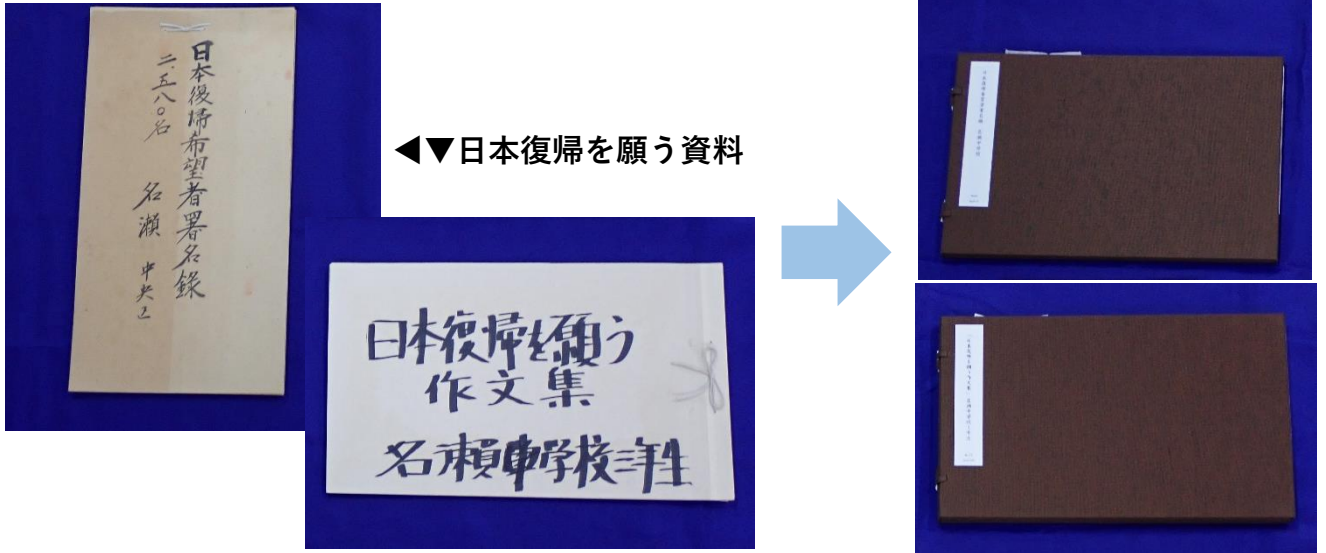 日本復帰希望者署名録
二、五八〇名　名瀬　中央区
◀▼日本復帰を願う資料
日本復帰を願う
作文集
名瀬中学校三年生